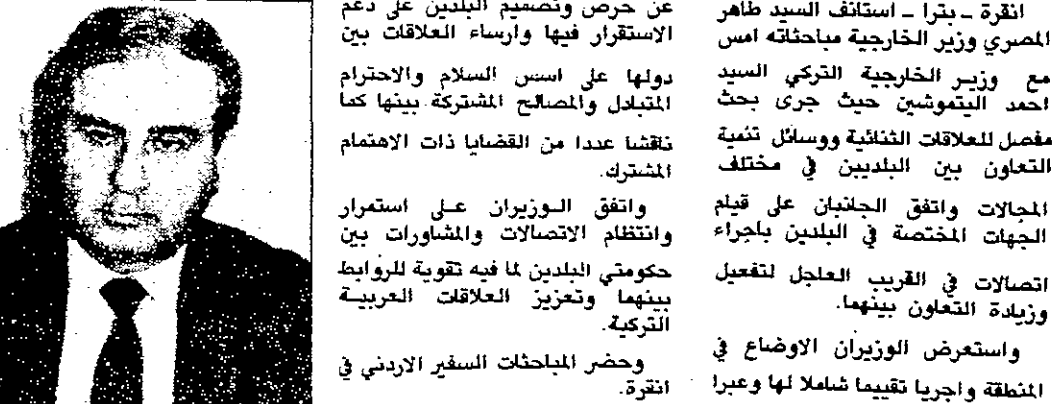 انقرة ـ بترا ـ استأنف السيد طاهر
المصري وزير الخارجية مباحثاته امس
مع وزير الخارجية التركي السيد
احمد اليتموشين حيث جرى بحث
مفصل للعلاقات الثنائية ووسائل تنمية
التعاون بين البلديين في مختلف
المجالات واتفق الجانبان على قيام
الجهات المختصة في البلدين باجراء
اتصالات في القريب العاجل لتفعيل
وزيادة التعاون بينهما.
واستعرض الوزيران الاوضاع في
المنطقة واجريا تقييما شاملا لها وعبرا
عن حرص وتصميم البلدين على دعم
الاستقرار فيها وارساء العلاقات بين
دولها على اسس السلام والاحترام
المتبادل والمصالح المشتركة بينها كما
ناقشا عددا من القضايا ذات الاهتمام
المشترك.
واتفق الوزيران على استمرار
وانتظام الاتصالات والمشاورات بين
حكومتي البلدين لما فيه تقوية للروابط
بينهما وتعزيز العلاقات العربية
التركية.
وحضر المباحثات السفير الاردني في
انقرة.